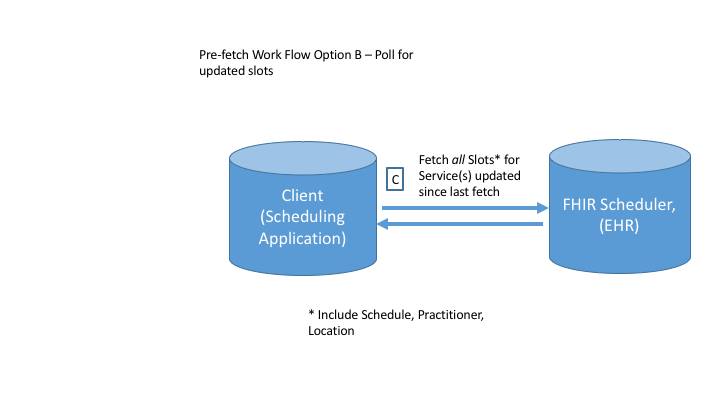 Pre-fetch Work Flow Option B – Poll for
updated slots
Fetch all Slots* for
Service(s) updated
since last fetch
C
Client
(Scheduling
Application)
FHIR Scheduler,
(EHR)
* Include Schedule, Practitioner,
Location